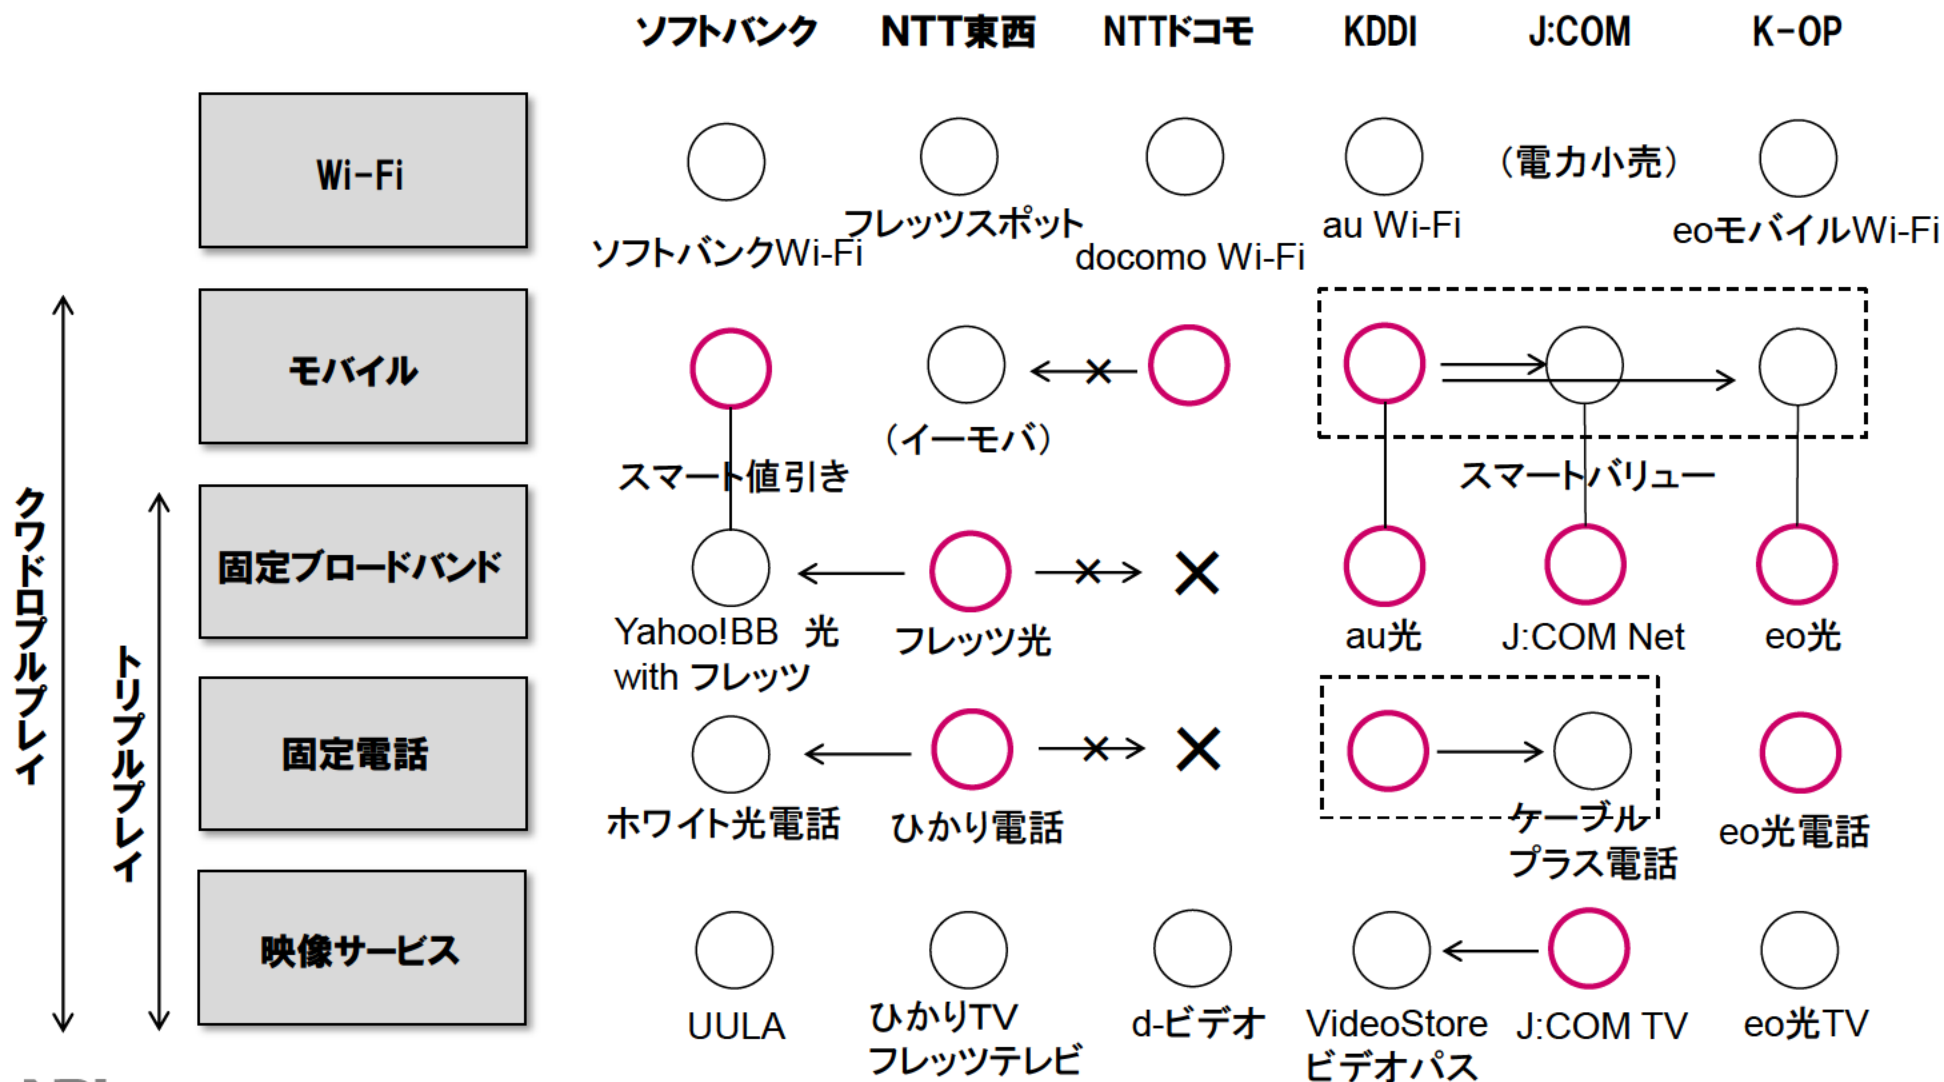 ソフトバンク NTT東西 NTTドコモ KDDI J:COM K-OP
Wi-Fi
(電力小売)
ソフトバンクWi-Fi フレッツスポット docomo Wi-Fi au Wi-Fi eoモバイルWi-Fi
モバイル
(イーモバ)
スマート値引き スマートバリュー
クワドロプルプレイ
トリプルプレイ
固定ブロードバンド
Yahoo!BB 光 フレッツ光 au光 J:COM Net eo光
with フレッツ
固定電話
ホワイト光電話 ひかり電話 ケーブル eo光電話
プラス電話
映像サービス
UULA ひかりTV d-ビデオ VideoStore J:COM TV eo光TV
フレッツテレビ ビデオパス